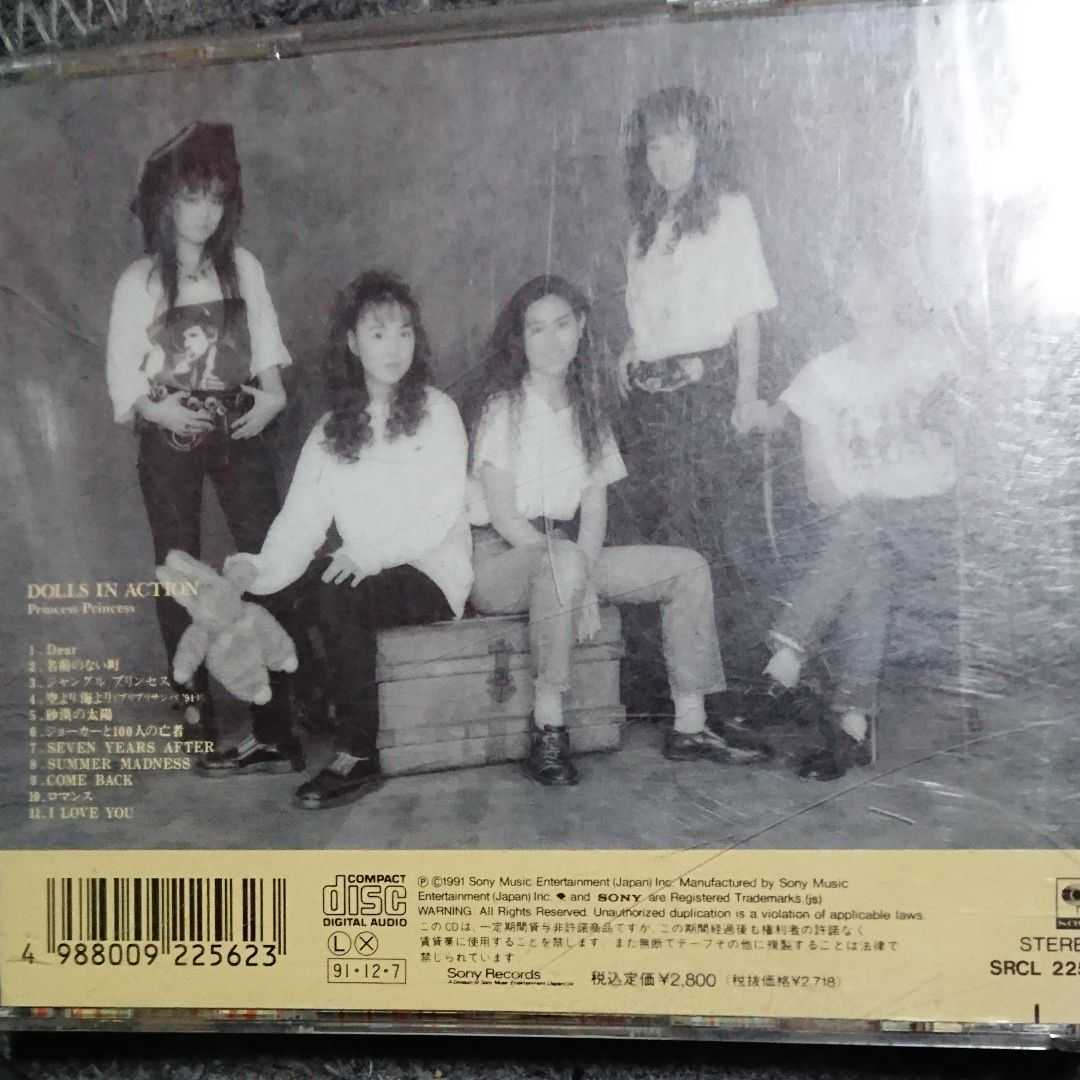 DOLLS IN ACTION
Princess Princess
1. Dear
2. 名前のない町
3. ジャングル プリンセス
4. 空より海より (プリプリサンバ '91)
5. 砂漠の太陽
6. ジョーカーと100人の亡者
7. SEVEN YEARS AFTER
8. SUMMER MADNESS
9. COME BACK
10. ロマンス
11. I LOVE YOU
4 988009 225623
COMPACT
disc
DIGITAL AUDIO
L X
91・12・7
Ⓟ ©1991 Sony Music Entertainment (Japan) Inc. Manufactured by Sony Music
Entertainment (Japan) Inc. and SONY are Registered Trademarks.(js)
WARNING: All Rights Reserved. Unauthorized duplication is a violation of applicable laws.
このCDは、一定期間貸与非許諾商品ですが、この期間経過後も権利者の許諾なく
賃貸業に使用することを禁じます。また無断でテープその他に複製することは法律で
禁じられています。
Sony Records
A Division of Sony Music Entertainment (Japan) Inc.
税込定価¥2,800 (税抜価格¥2,718)
STERE
SRCL 225